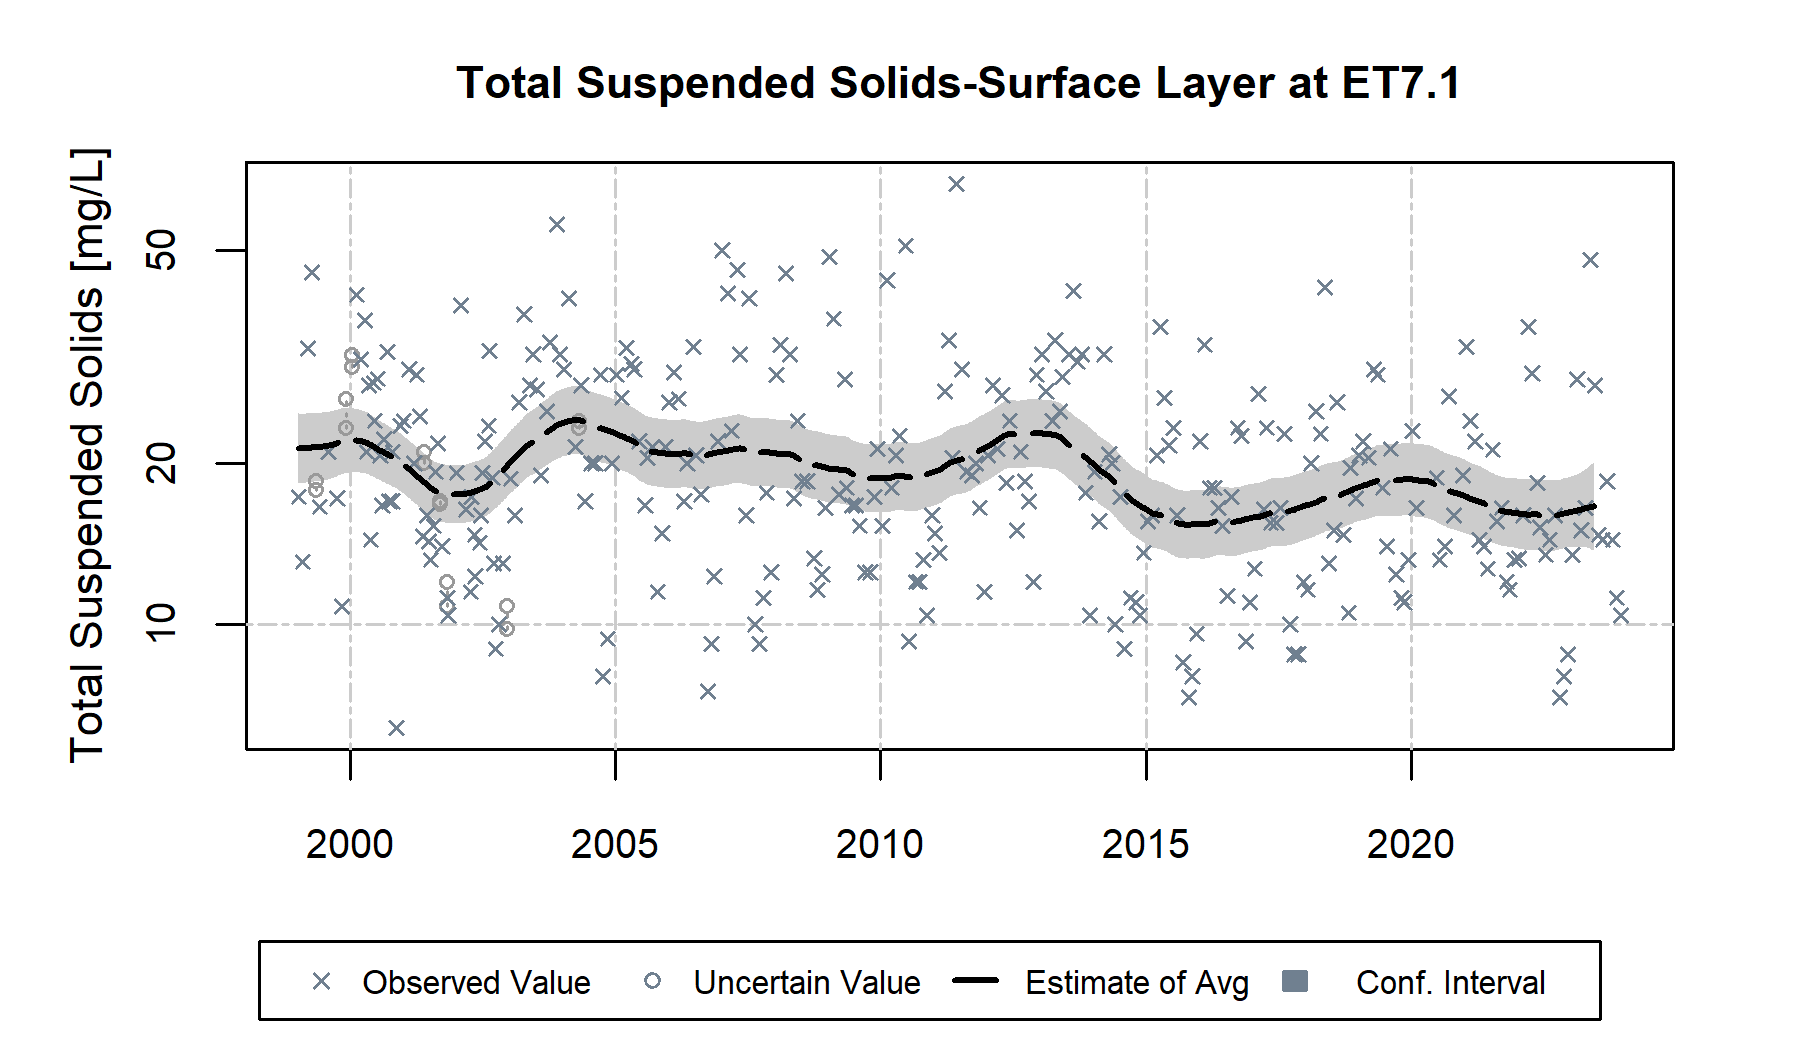 Total Suspended Solids-Surface Layer at ET7.1
Total Suspended Solids [mg/L]
50
20
10
2000 2005 2010 2015 2020
Observed Value Uncertain Value Estimate of Avg Conf. Interval